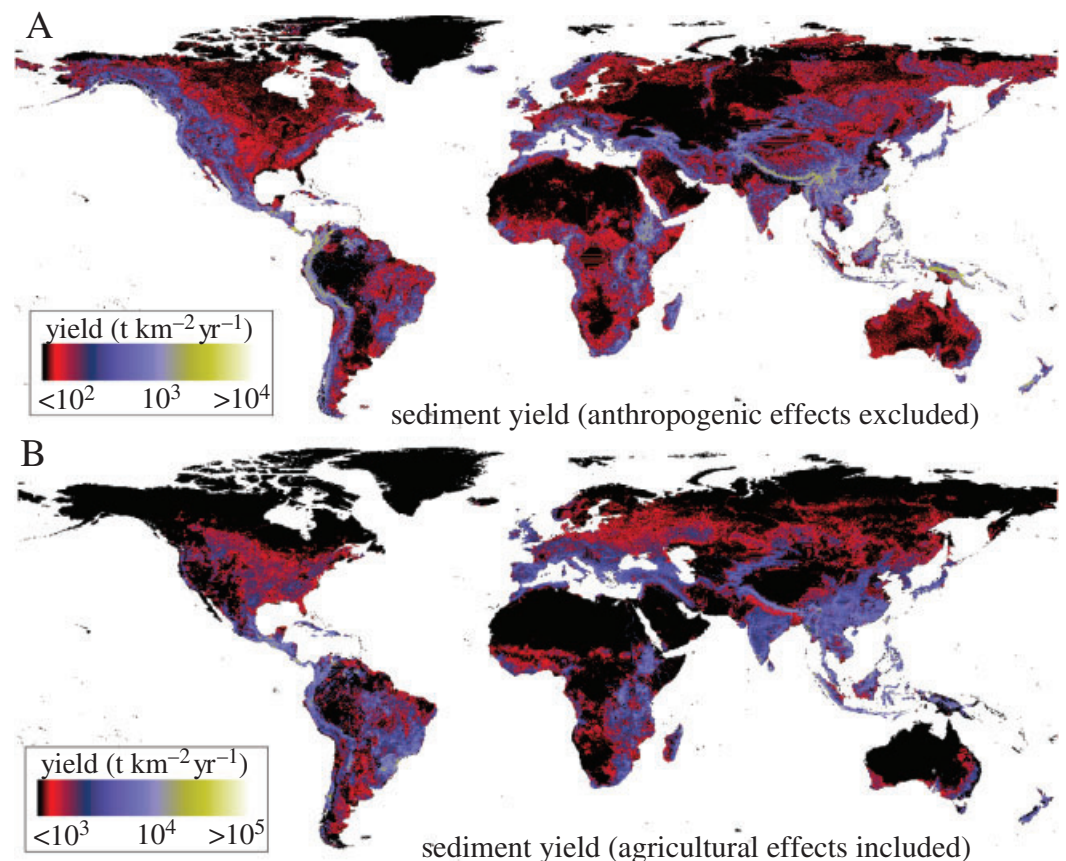 A
yield (t km⁻² yr⁻¹)
<10² 10³ >10⁴
sediment yield (anthropogenic effects excluded)
B
yield (t km⁻² yr⁻¹)
<10³ 10⁴ >10⁵
sediment yield (agricultural effects included)